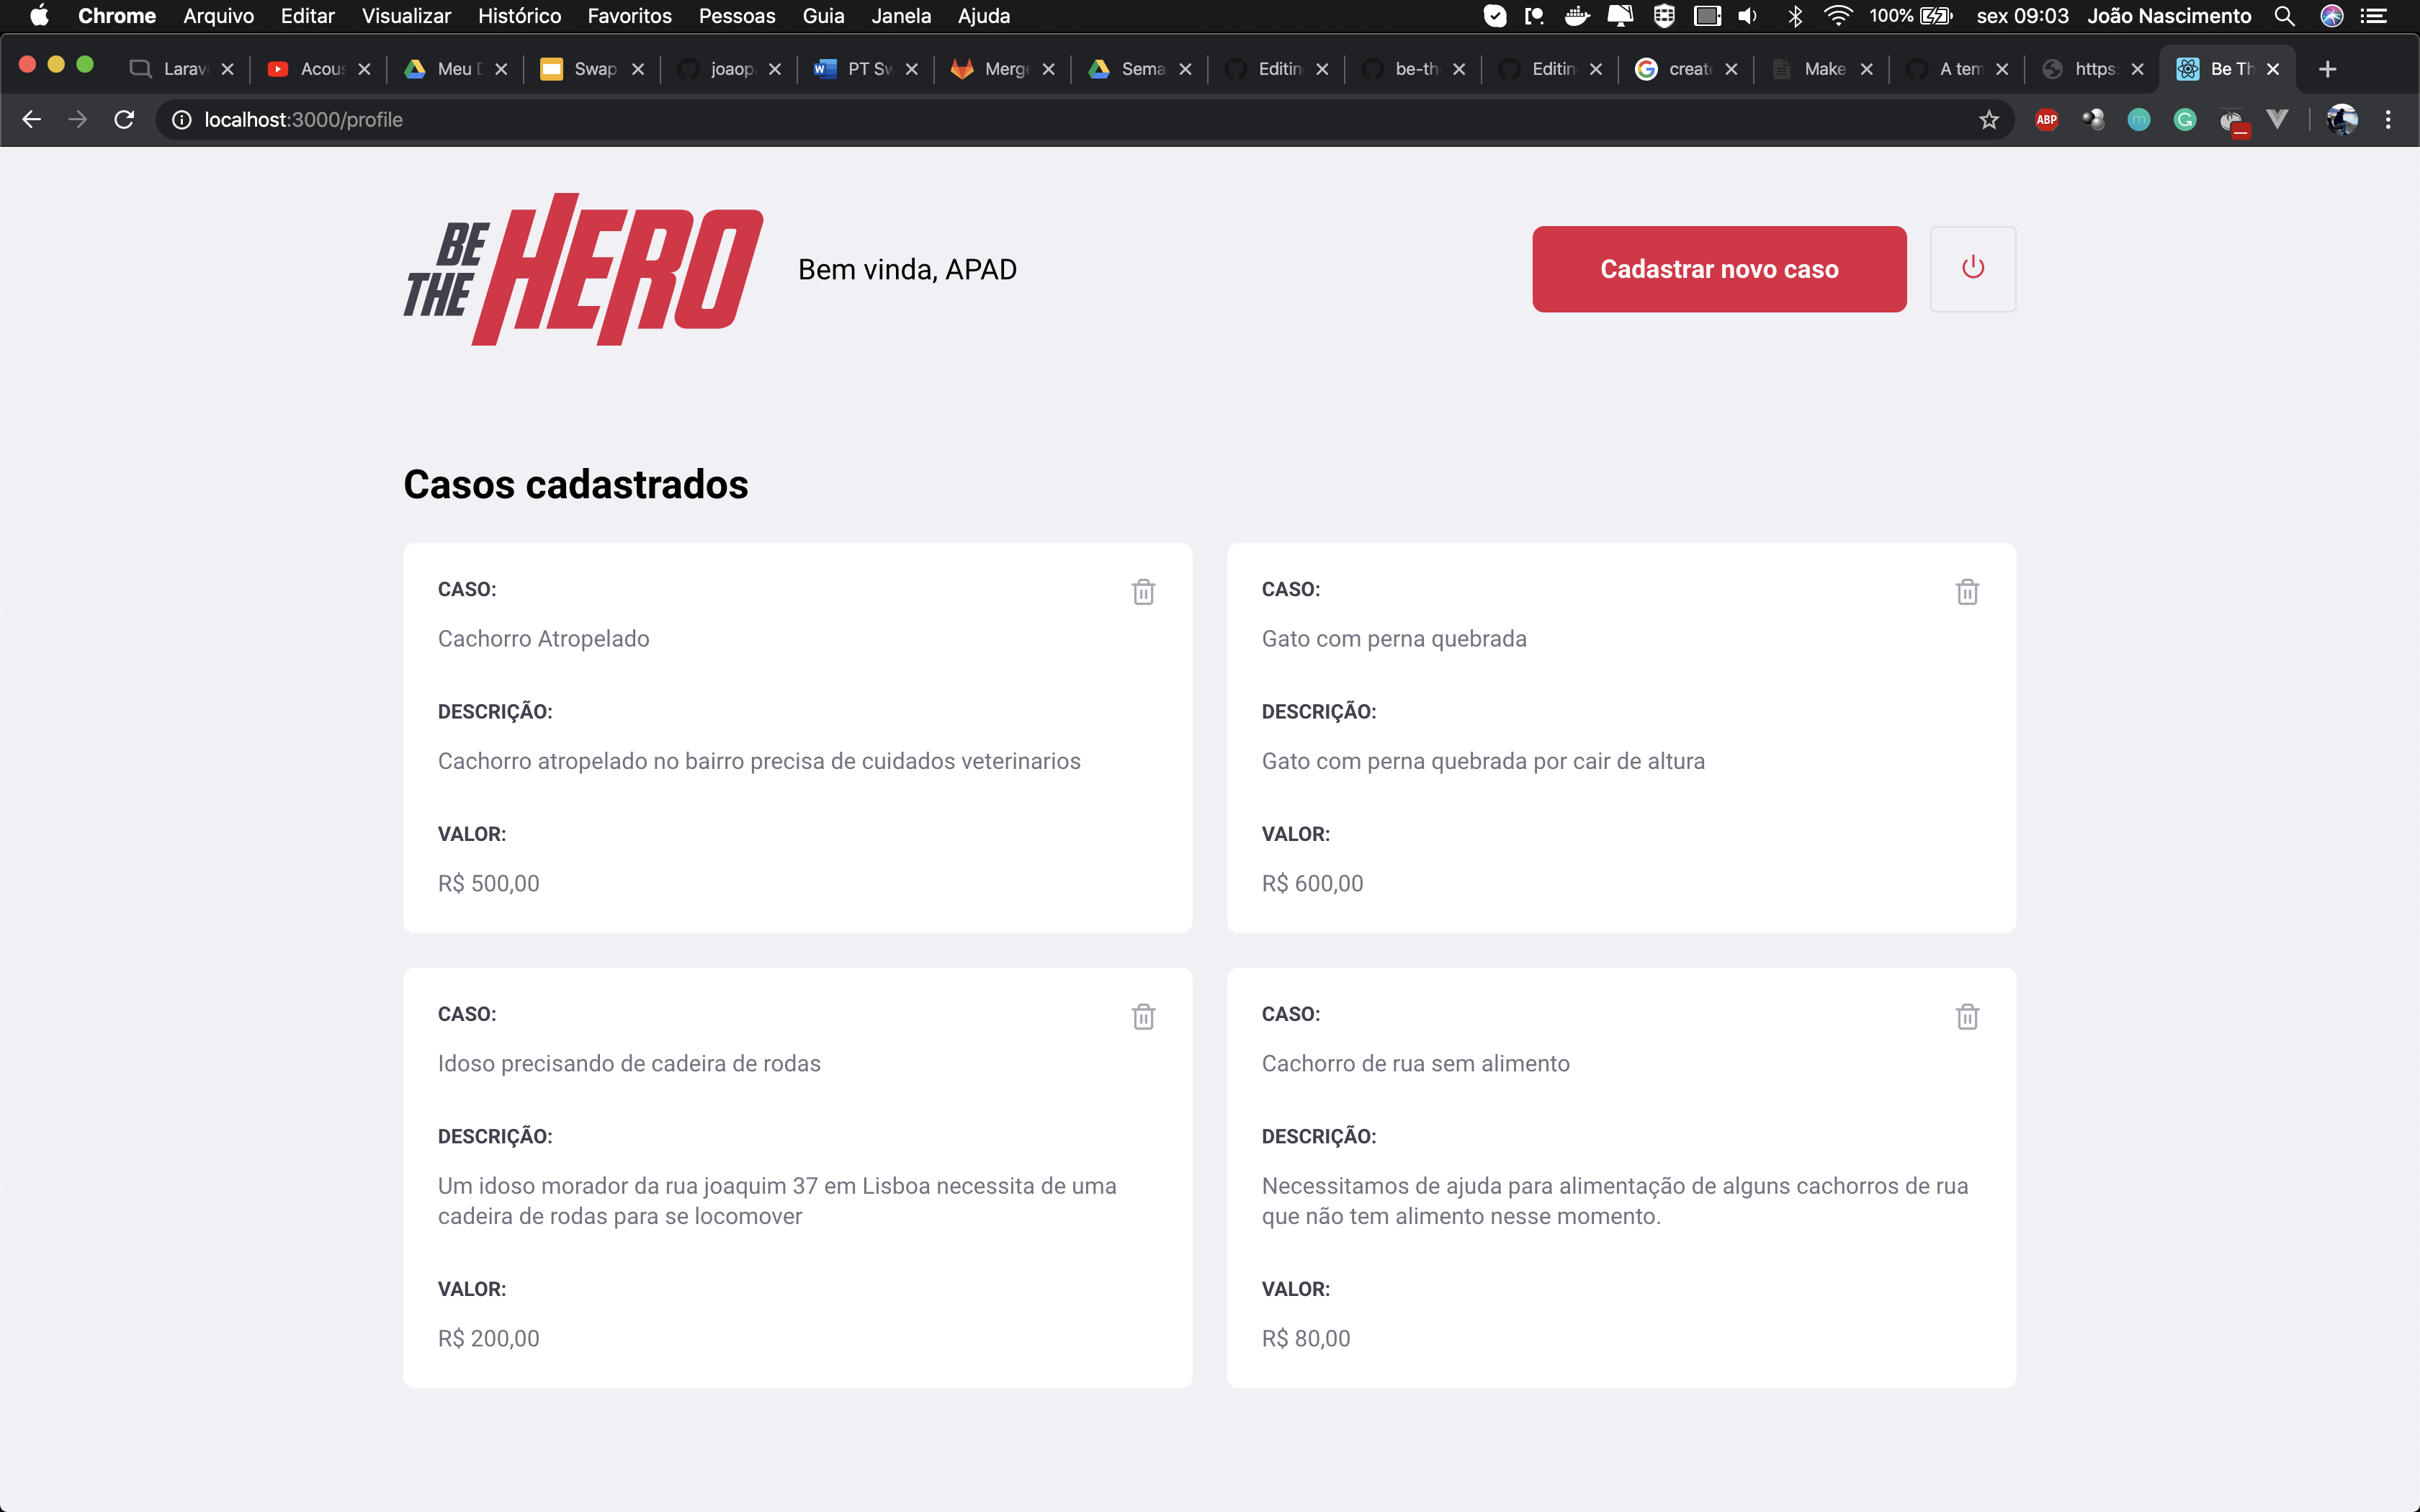 Chrome Arquivo Editar Visualizar Histórico Favoritos Pessoas Guia Janela Ajuda 100% sex 09:03 João Nascimento
Larav Acous Meu D Swap joaop PT Sw Merge Sema Editin be-th Editin create Make A tem https: Be Th
localhost:3000/profile ABP
BE THE HERO
Bem vinda, APAD
Cadastrar novo caso
Casos cadastrados
CASO:
Cachorro Atropelado
DESCRIÇÃO:
Cachorro atropelado no bairro precisa de cuidados veterinarios
VALOR:
R$ 500,00
CASO:
Gato com perna quebrada
DESCRIÇÃO:
Gato com perna quebrada por cair de altura
VALOR:
R$ 600,00
CASO:
Idoso precisando de cadeira de rodas
DESCRIÇÃO:
Um idoso morador da rua joaquim 37 em Lisboa necessita de uma
cadeira de rodas para se locomover
VALOR:
R$ 200,00
CASO:
Cachorro de rua sem alimento
DESCRIÇÃO:
Necessitamos de ajuda para alimentação de alguns cachorros de rua
que não tem alimento nesse momento.
VALOR:
R$ 80,00